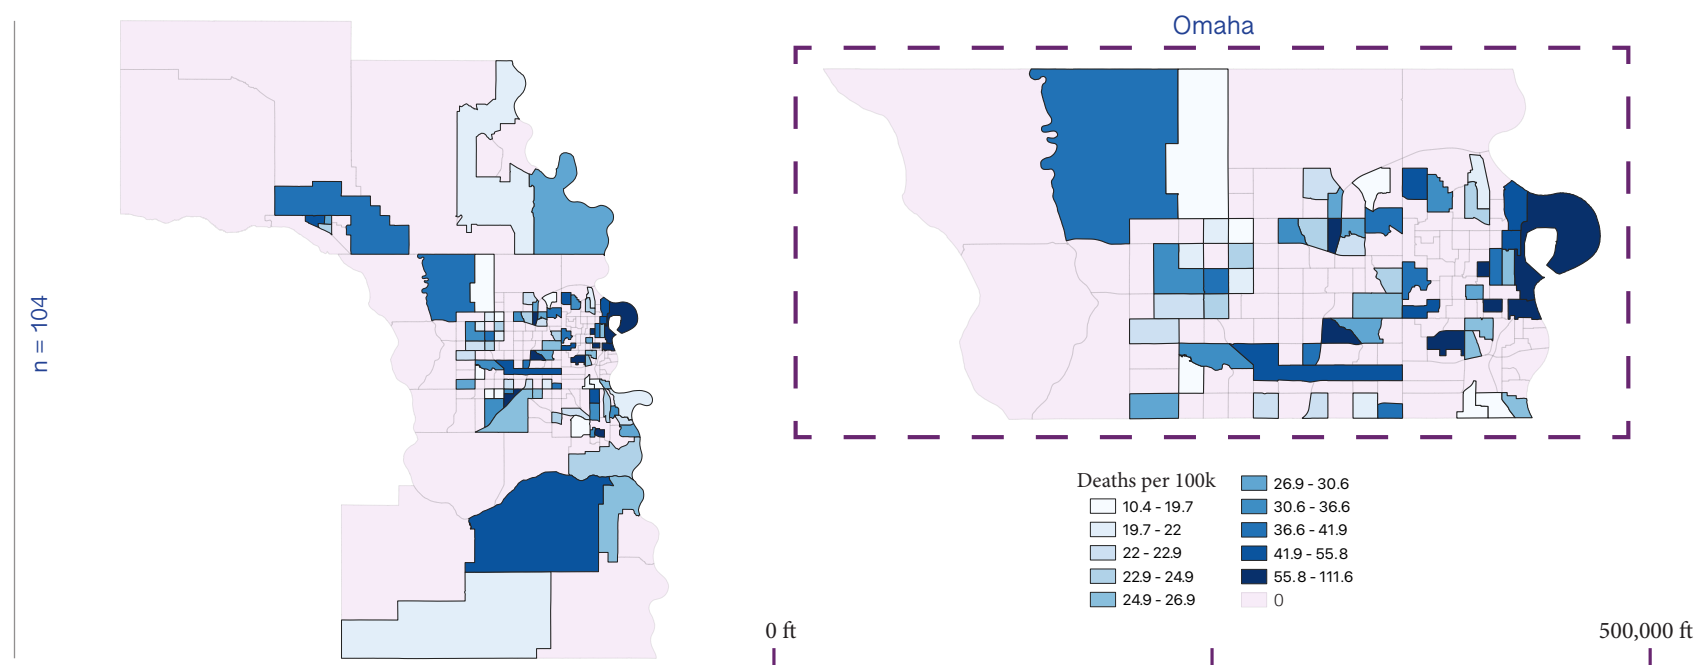 Omaha
n = 104
Deaths per 100k
10.4 - 19.7
19.7 - 22
22 - 22.9
22.9 - 24.9
24.9 - 26.9
26.9 - 30.6
30.6 - 36.6
36.6 - 41.9
41.9 - 55.8
55.8 - 111.6
0
0 ft
500,000 ft